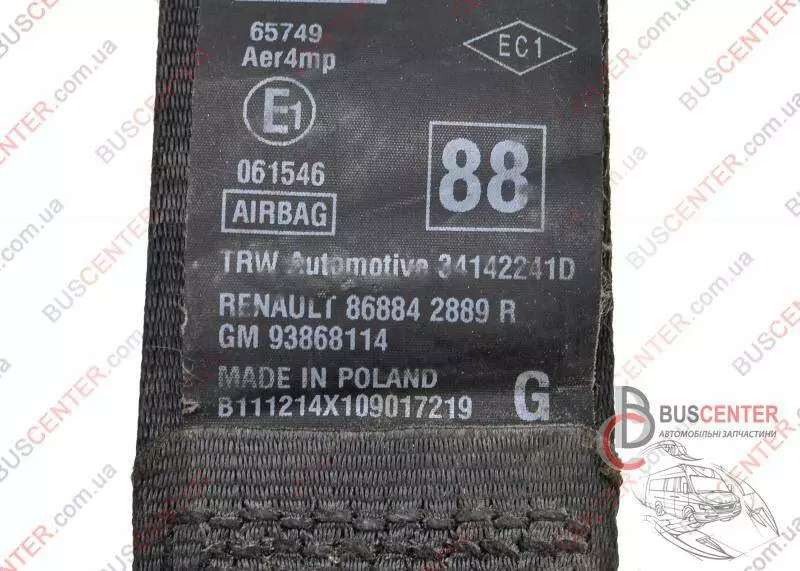 65749
Aer4mp
EC1
E1
061546
88
AIRBAG
TRW Automotive 34142241D
RENAULT 86884 2889 R
GM 93868114
MADE IN POLAND
B111214X109017219
G
BUSCENTER
АВТОМОБІЛЬНІ ЗАПЧАСТИНИ
BUSCENTER.com.ua